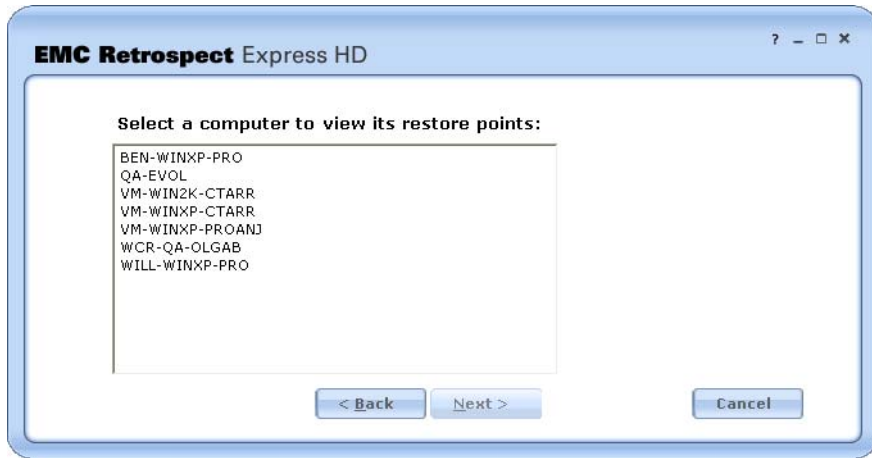 ? _ □ ×
EMC Retrospect Express HD
Select a computer to view its restore points:
BEN-WINXP-PRO
QA-EVOL
VM-WIN2K-CTARR
VM-WINXP-CTARR
VM-WINXP-PROANJ
WCR-QA-OLGAB
WILL-WINXP-PRO
< Back Next > Cancel